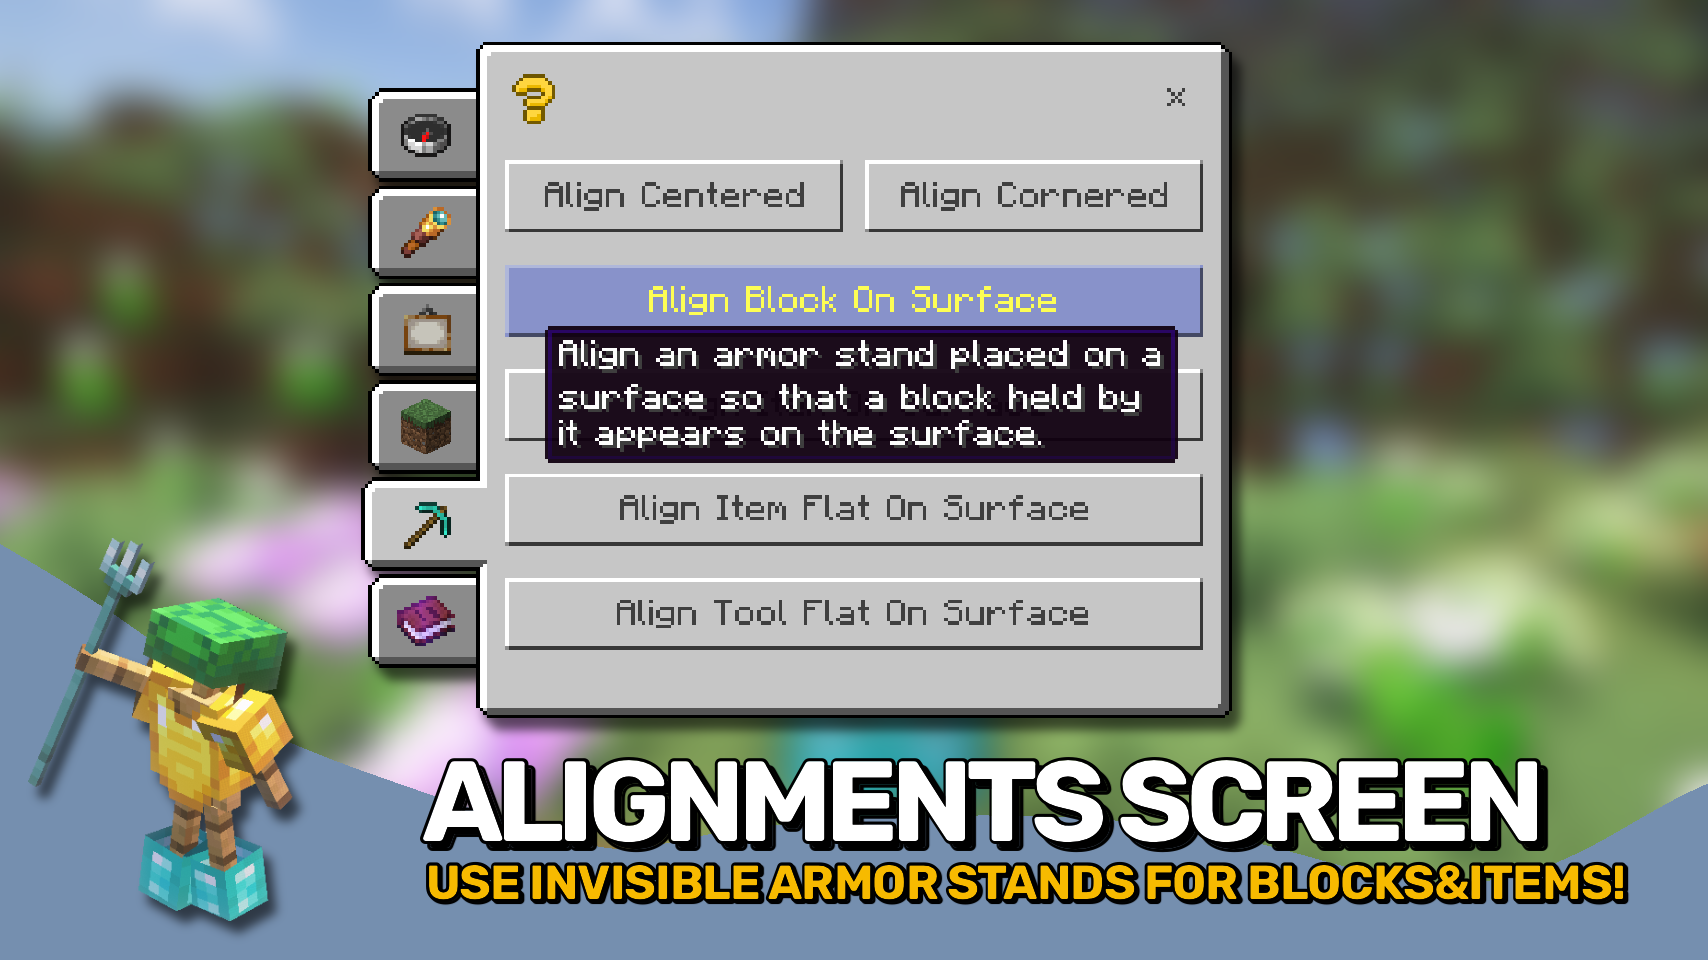 Align Centered
Align Cornered
Align Block On Surface
Align an armor stand placed on a
surface so that a block held by
it appears on the surface.
Align Item Flat On Surface
Align Tool Flat On Surface
ALIGNMENTS SCREEN
USE INVISIBLE ARMOR STANDS FOR BLOCKS&ITEMS!